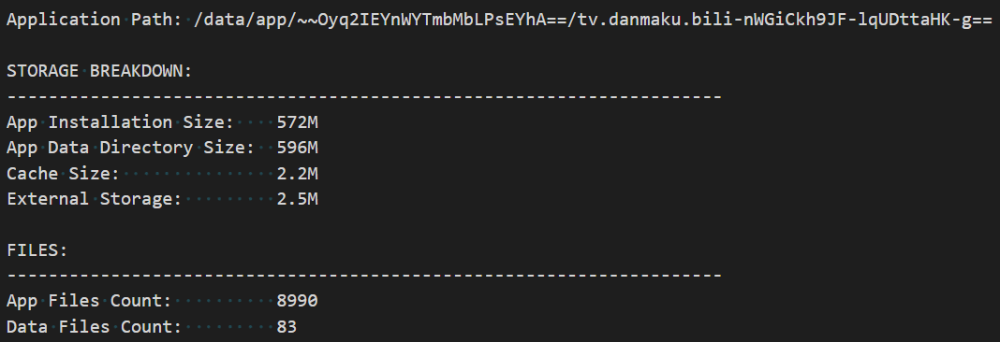 Application Path: /data/app/~~Oyq2IEYnWYTmbMbLPsEYhA==/tv.danmaku.bili-nWGiCkh9JF-lqUDttaHK-g==
STORAGE BREAKDOWN:
---------------------------------------------------------------------
App Installation Size:    572M
App Data Directory Size:  596M
Cache Size:               2.2M
External Storage:         2.5M
FILES:
---------------------------------------------------------------------
App Files Count:          8990
Data Files Count:         83